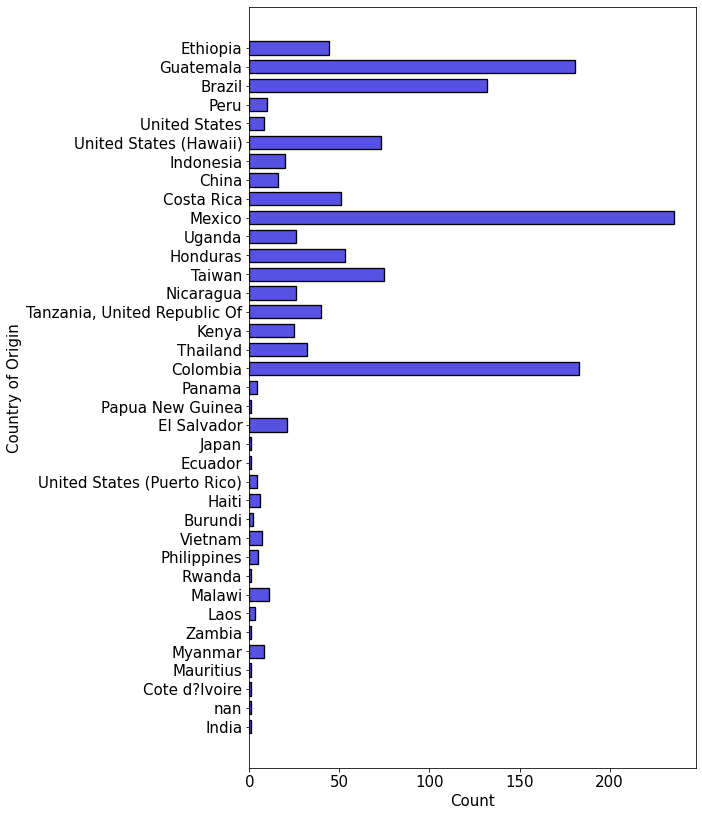 Ethiopia
Guatemala
Brazil
Peru
United States
United States (Hawaii)
Indonesia
China
Costa Rica
Mexico
Uganda
Honduras
Taiwan
Nicaragua
Tanzania, United Republic Of
Kenya
Thailand
Colombia
Panama
Papua New Guinea
El Salvador
Japan
Ecuador
United States (Puerto Rico)
Haiti
Burundi
Vietnam
Philippines
Rwanda
Malawi
Laos
Zambia
Myanmar
Mauritius
Cote d?Ivoire
nan
India
Country of Origin
0 50 100 150 200
Count